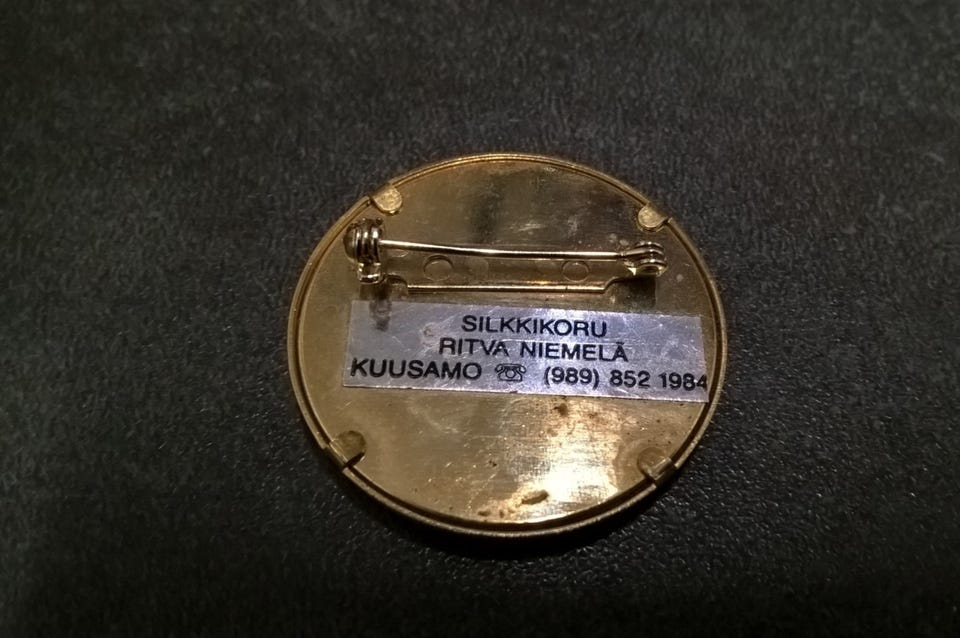 SILKKIKORU
RITVA NIEMELÄ
KUUSAMO ☏ (989) 852 1984